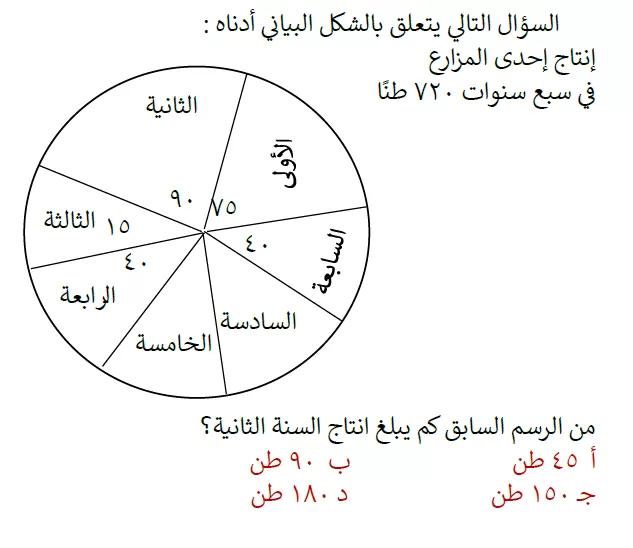 السؤال التالي يتعلق بالشكل البياني أدناه :
إنتاج إحدى المزارع
في سبع سنوات ٧٢٠ طنًا
الثانية
الأولى
٩٠
٧٥
الثالثة
١٥
٤٠
السابعة
٤٠
الرابعة
السادسة
الخامسة
من الرسم السابق كم يبلغ انتاج السنة الثانية؟
أ ٤٥ طن ب ٩٠ طن
جـ ١٥٠ طن د ١٨٠ طن